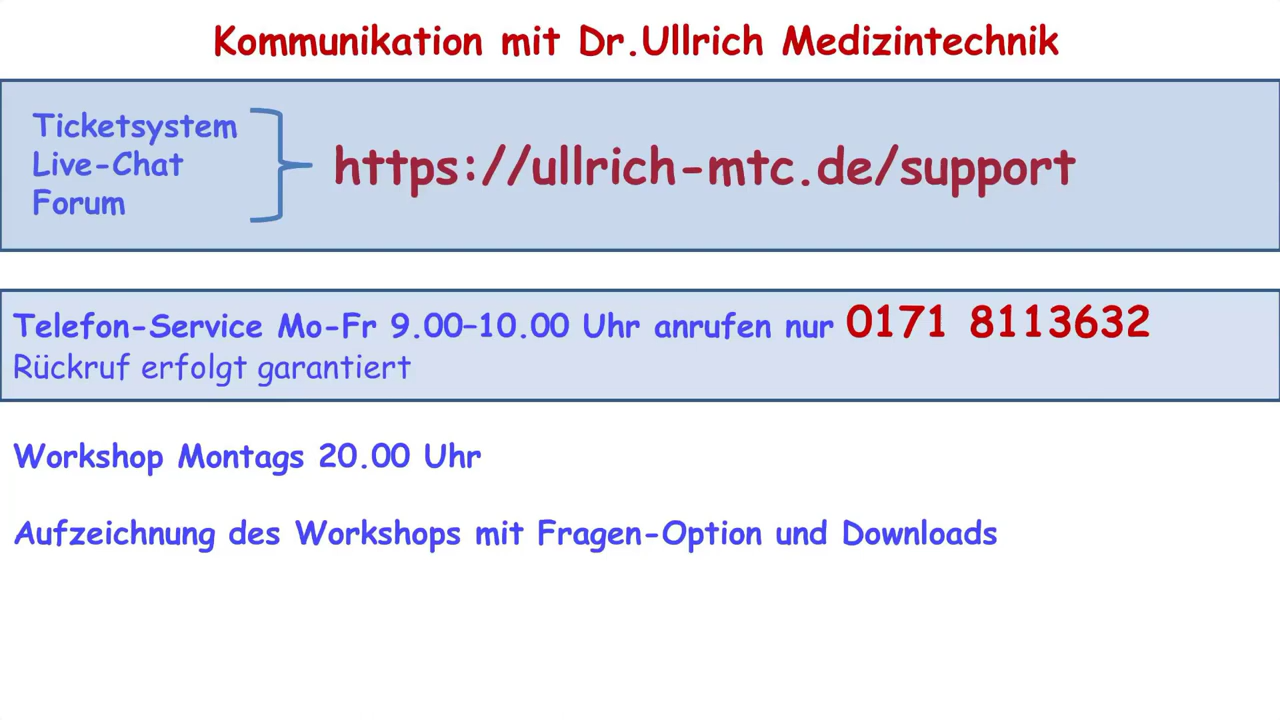 Kommunikation mit Dr.Ullrich Medizintechnik
Ticketsystem
Live-Chat
Forum
https://ullrich-mtc.de/support
Telefon-Service Mo-Fr 9.00–10.00 Uhr anrufen nur 0171 8113632
Rückruf erfolgt garantiert
Workshop Montags 20.00 Uhr
Aufzeichnung des Workshops mit Fragen-Option und Downloads